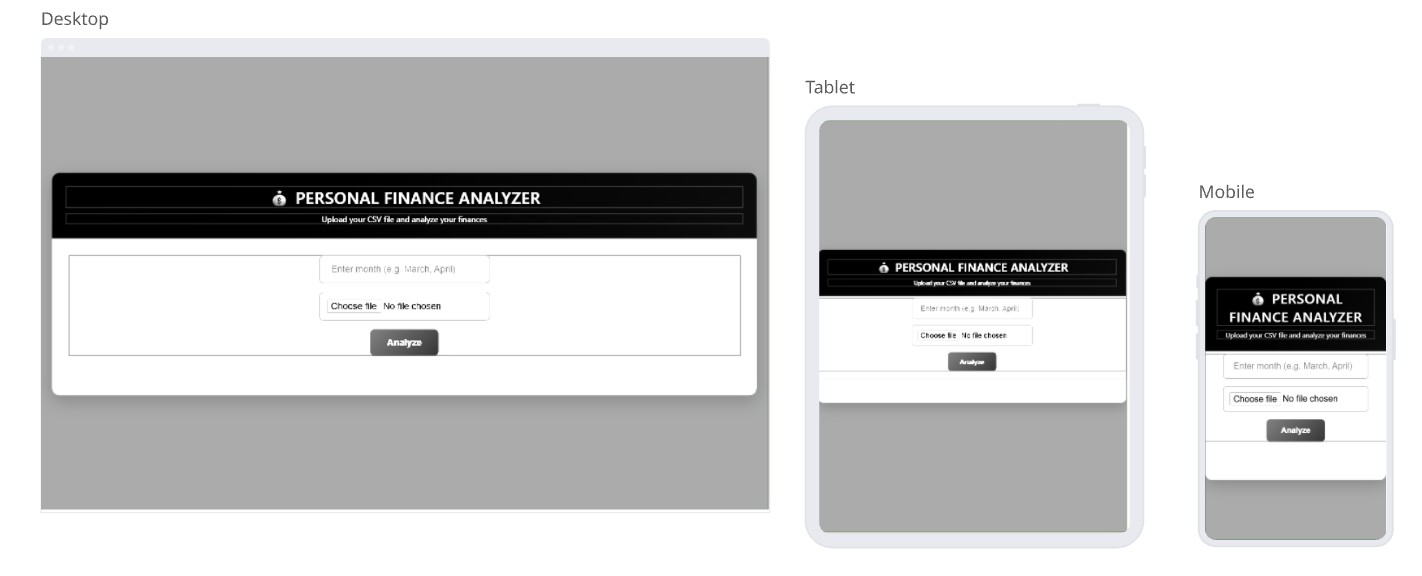 Desktop
PERSONAL FINANCE ANALYZER
Upload your CSV file and analyze your finances
Enter month (e.g. March, April)
Choose file No file chosen
Analyze
Tablet
PERSONAL FINANCE ANALYZER
Upload your CSV file and analyze your finances
Enter month (e.g. March, April)
Choose file No file chosen
Analyze
Mobile
PERSONAL
FINANCE ANALYZER
Upload your CSV file and analyze your finances
Enter month (e.g. March, April)
Choose file No file chosen
Analyze